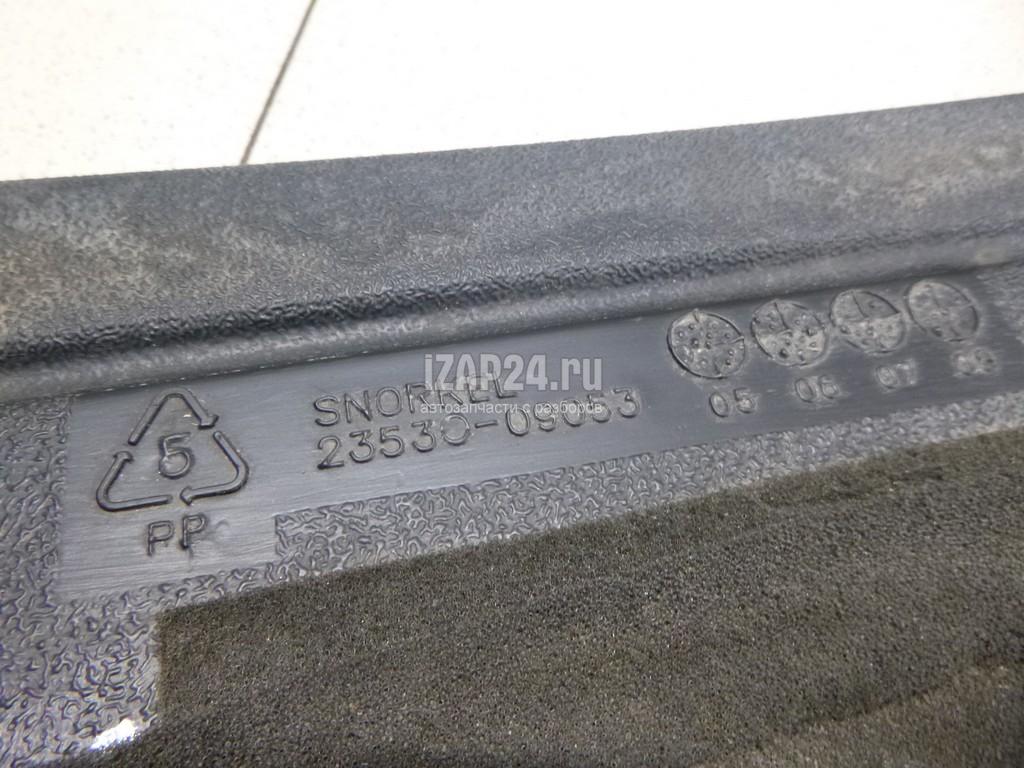 iZAP24.ru
автозапчасти с разборов
SNORKEL
23530-09053
05 06 07 08
5
PP